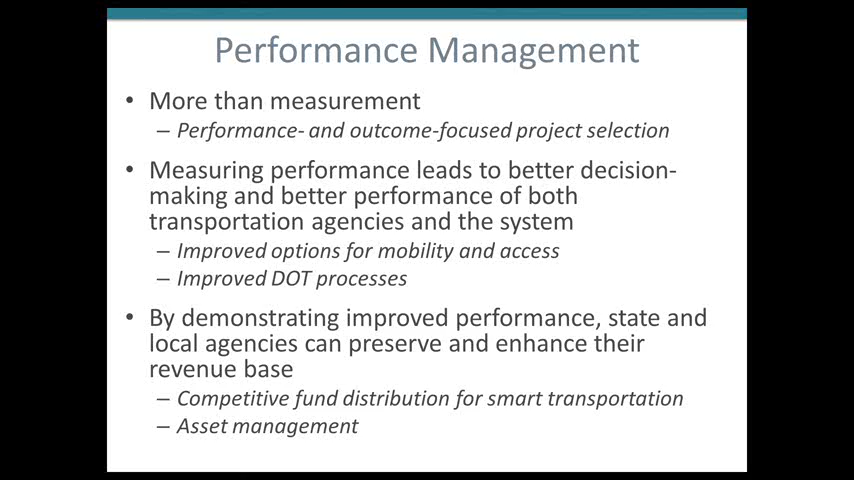 Performance Management
• More than measurement
– Performance- and outcome-focused project selection
• Measuring performance leads to better decision-
making and better performance of both
transportation agencies and the system
– Improved options for mobility and access
– Improved DOT processes
• By demonstrating improved performance, state and
local agencies can preserve and enhance their
revenue base
– Competitive fund distribution for smart transportation
– Asset management